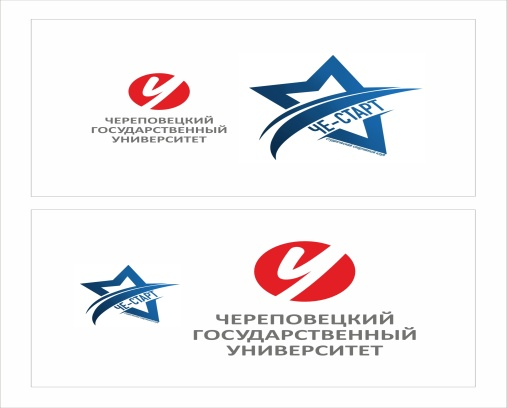 ЧЕРЕПОВЕЦКИЙ
ГОСУДАРСТВЕННЫЙ
УНИВЕРСИТЕТ
ЧЕ-СТАРТ
ЧЕ-СТАРТ
ЧЕРЕПОВЕЦКИЙ
ГОСУДАРСТВЕННЫЙ
УНИВЕРСИТЕТ